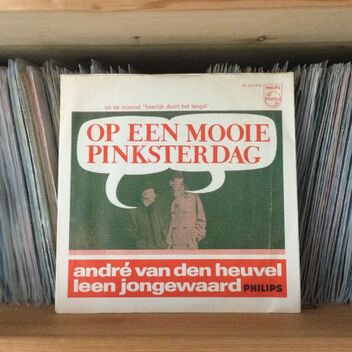 uit de musical "heerlijk duurt het langst"
PHILIPS
OP EEN MOOIE
PINKSTERDAG
andré van den heuvel
leen jongewaard PHILIPS